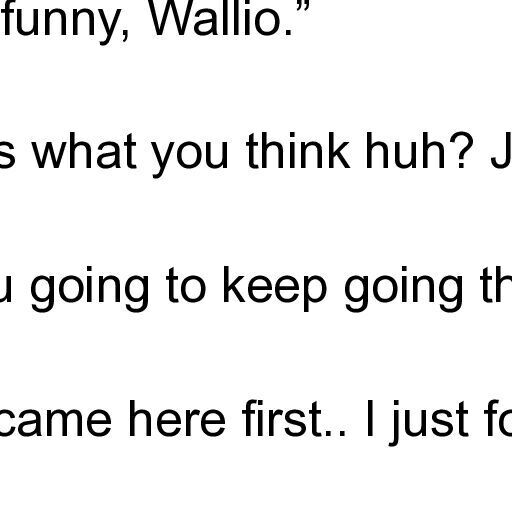 funny, Wallio.”
s what you think huh? J
u going to keep going th
came here first.. I just fo